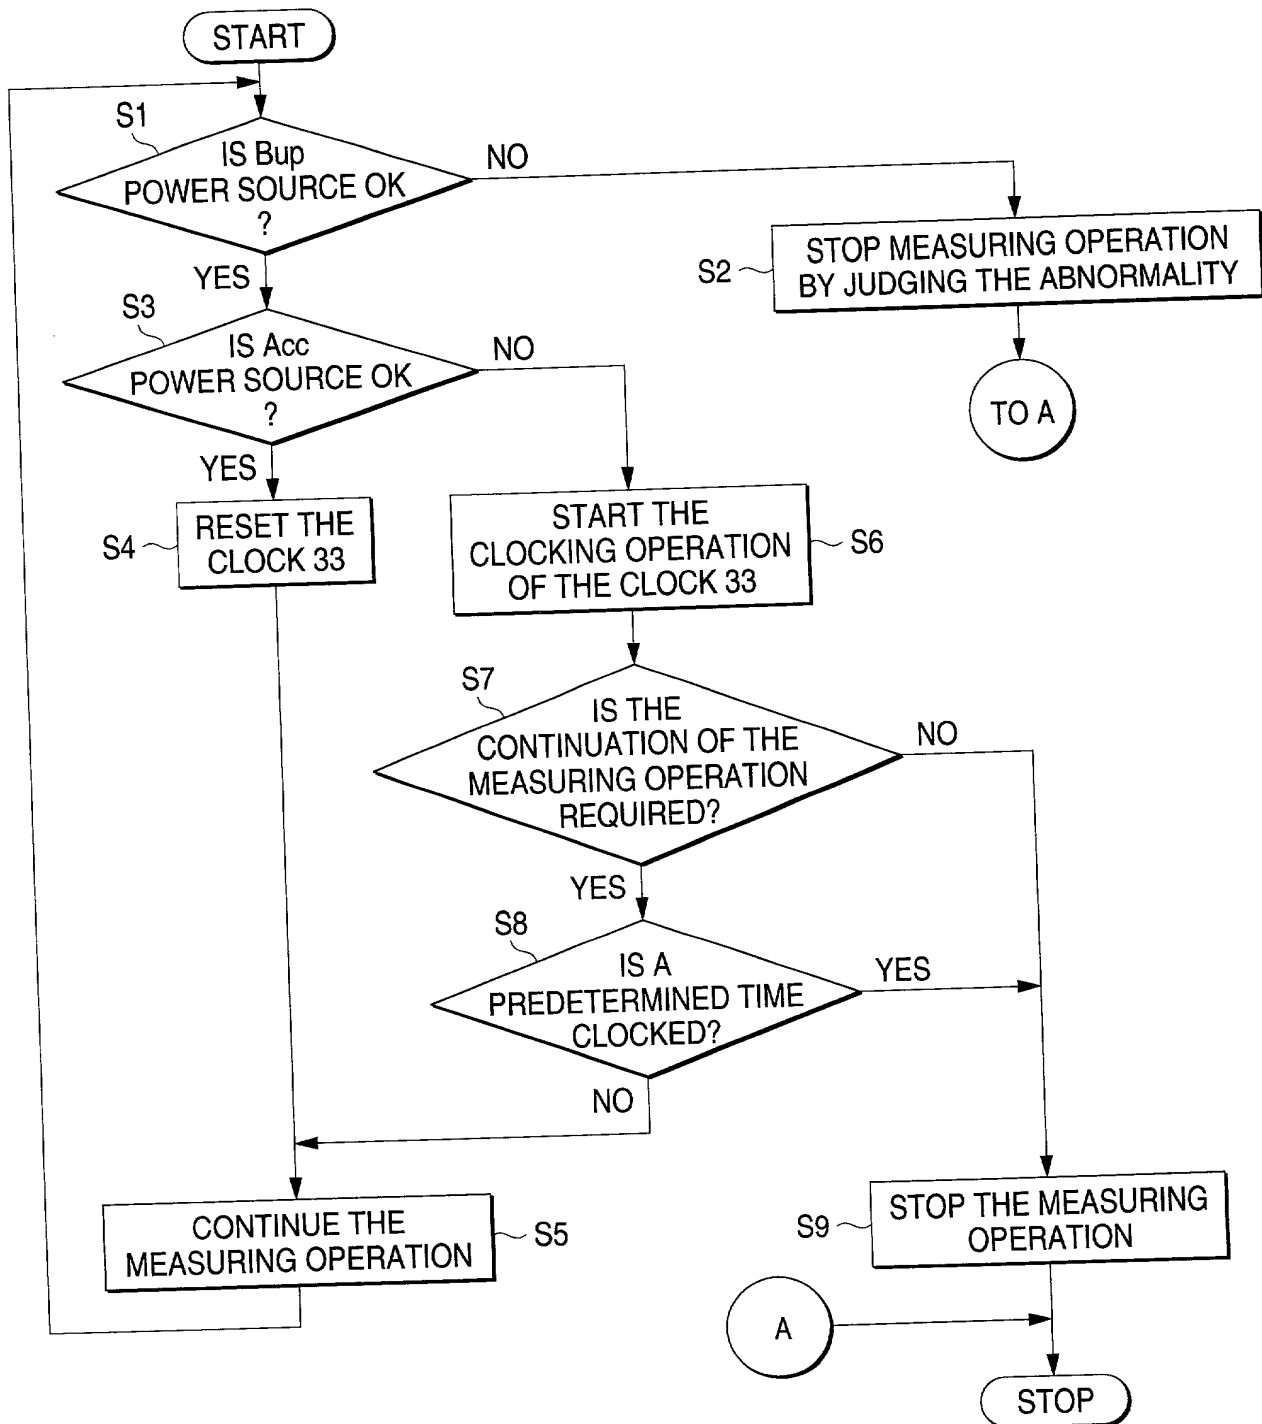 START
S1
IS Bup
POWER SOURCE OK
?
NO
YES
S2
STOP MEASURING OPERATION
BY JUDGING THE ABNORMALITY
TO A
S3
IS Acc
POWER SOURCE OK
?
NO
YES
S4
RESET THE
CLOCK 33
START THE
CLOCKING OPERATION
OF THE CLOCK 33
S6
S7
IS THE
CONTINUATION OF THE
MEASURING OPERATION
REQUIRED?
NO
YES
S8
IS A
PREDETERMINED TIME
CLOCKED?
YES
NO
CONTINUE THE
MEASURING OPERATION
S5
S9
STOP THE MEASURING
OPERATION
A
STOP